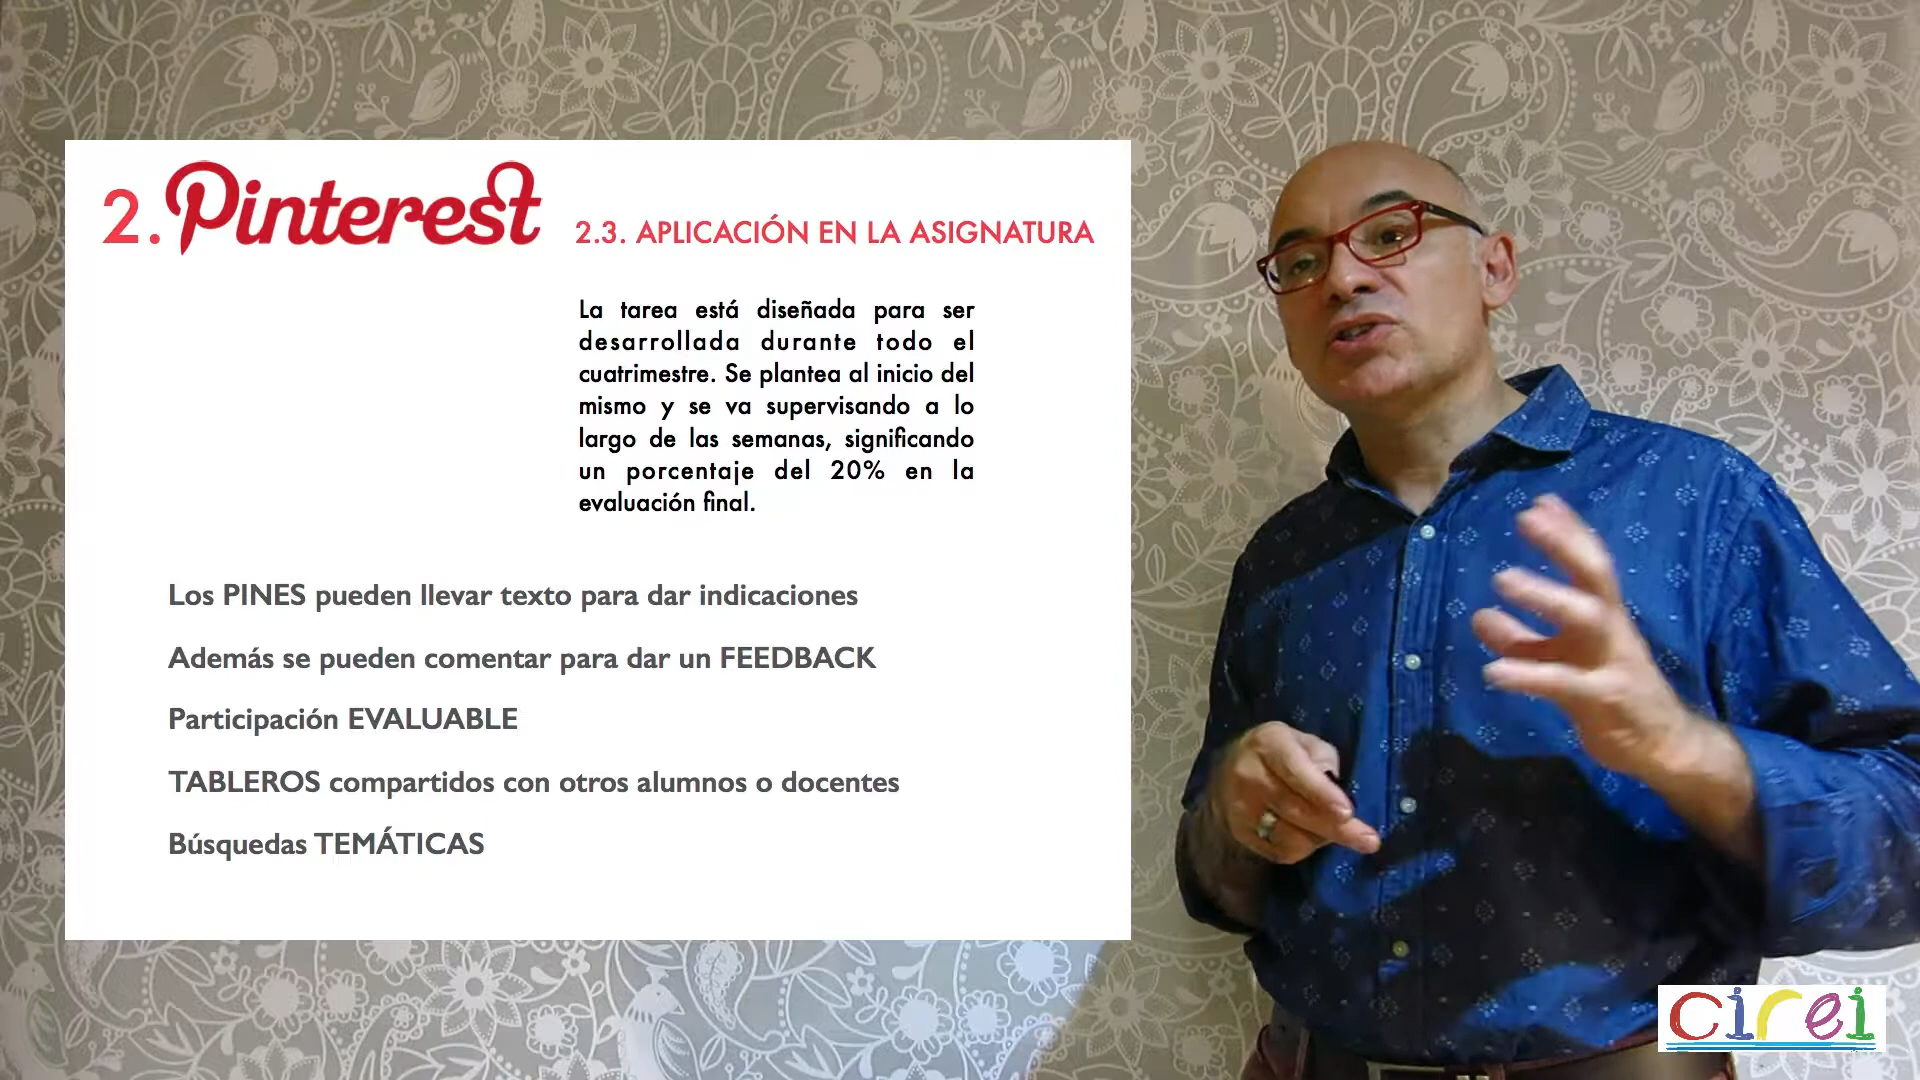 2. Pinterest
2.3. APLICACIÓN EN LA ASIGNATURA
La tarea está diseñada para ser
desarrollada durante todo el
cuatrimestre. Se plantea al inicio del
mismo y se va supervisando a lo
largo de las semanas, significando
un porcentaje del 20% en la
evaluación final.
Los PINES pueden llevar texto para dar indicaciones
Además se pueden comentar para dar un FEEDBACK
Participación EVALUABLE
TABLEROS compartidos con otros alumnos o docentes
Búsquedas TEMÁTICAS
cirei